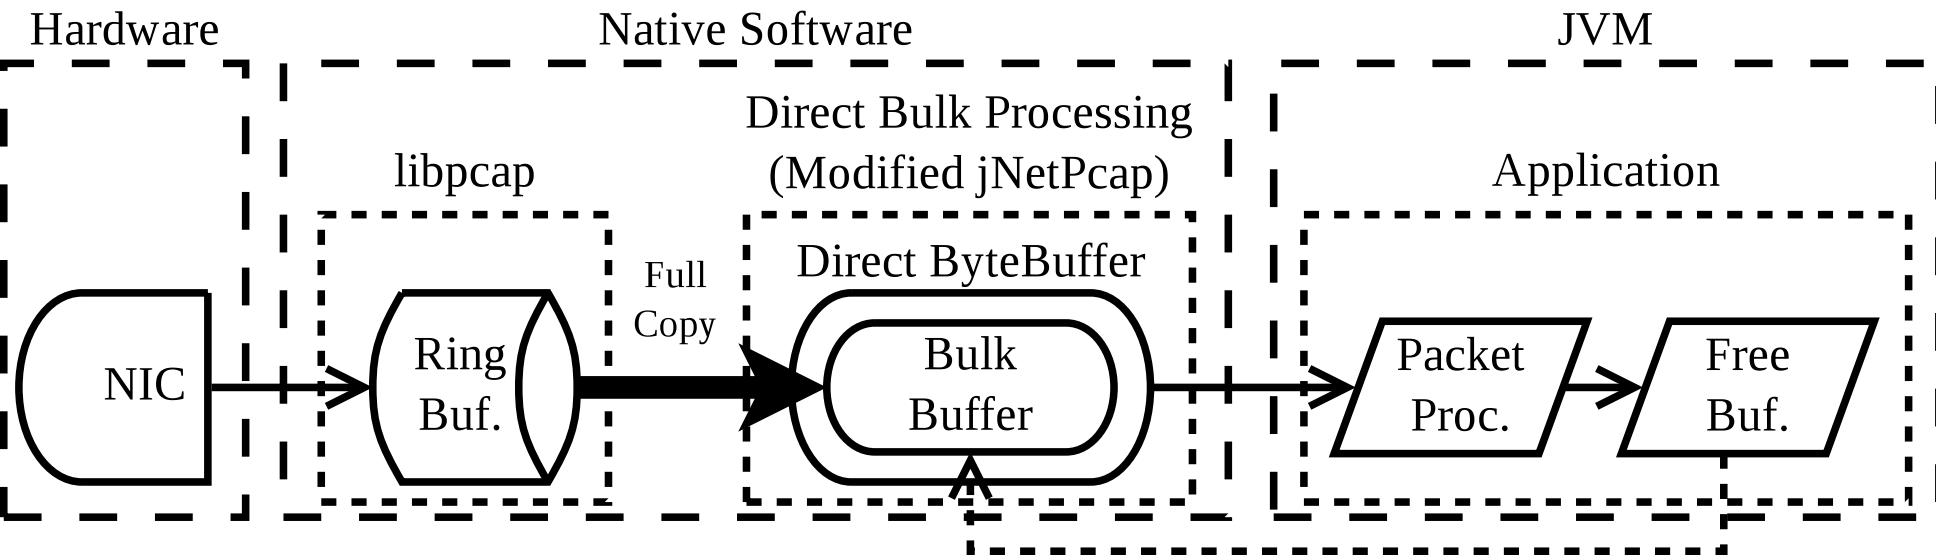 Hardware
Native Software
JVM
Direct Bulk Processing
(Modified jNetPcap)
libpcap
Application
Direct ByteBuffer
Full
Copy
NIC
Ring
Buf.
Bulk
Buffer
Packet
Proc.
Free
Buf.